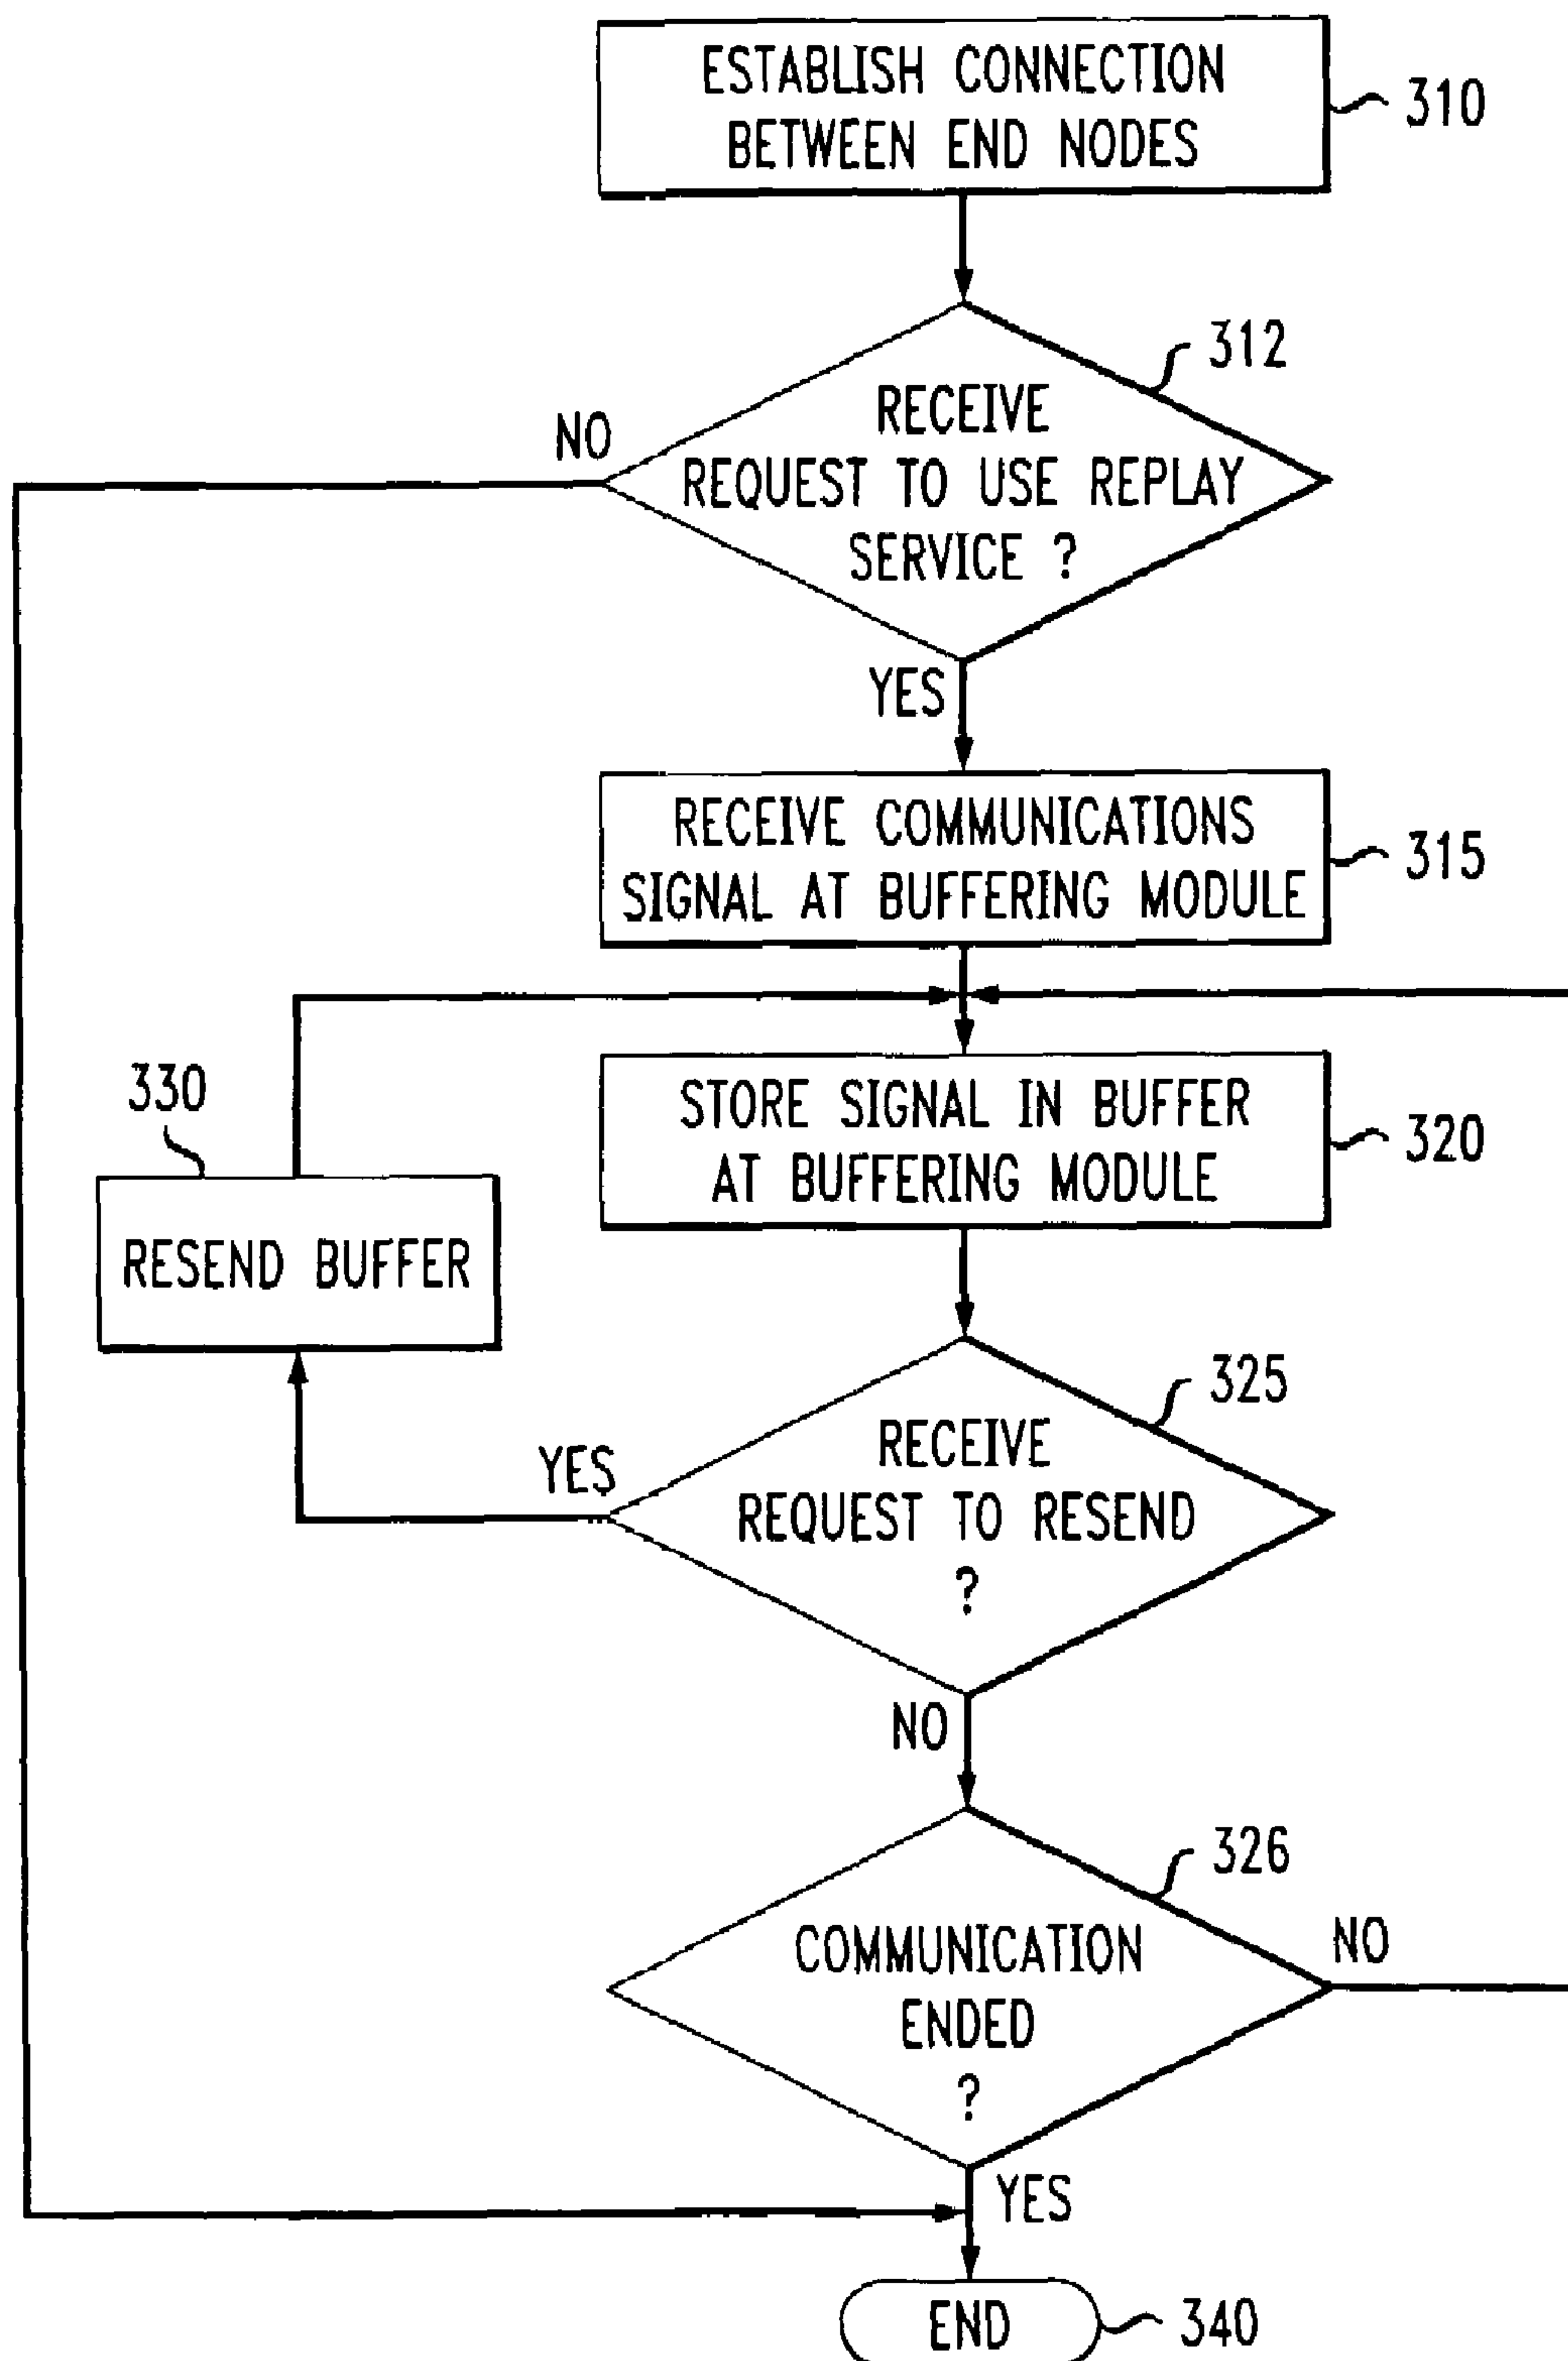 ESTABLISH CONNECTION
BETWEEN END NODES
310
312
RECEIVE
REQUEST TO USE REPLAY
SERVICE ?
NO
YES
RECEIVE COMMUNICATIONS
SIGNAL AT BUFFERING MODULE
315
STORE SIGNAL IN BUFFER
AT BUFFERING MODULE
320
330
RESEND BUFFER
325
RECEIVE
REQUEST TO RESEND
?
YES
NO
326
COMMUNICATION
ENDED
?
NO
YES
END
340